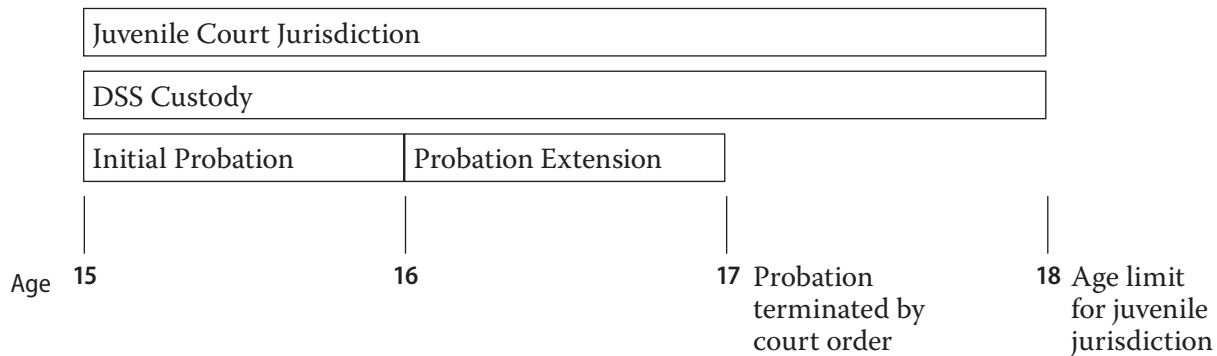 Juvenile Court Jurisdiction
DSS Custody
Initial Probation Probation Extension
Age 15 16 17 Probation 18 Age limit
terminated by for juvenile
court order jurisdiction